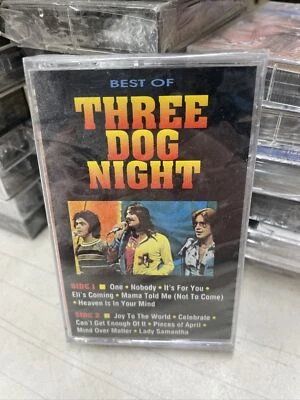 BEST OF
THREE
DOG
NIGHT
SIDE 1 • One • Nobody • It's For You •
Eli's Coming • Mama Told Me (Not To Come)
• Heaven Is In Your Mind
SIDE 2 • Joy To The World • Celebrate •
Can't Get Enough Of It • Pieces of April •
Mind Over Matter • Lady Samantha